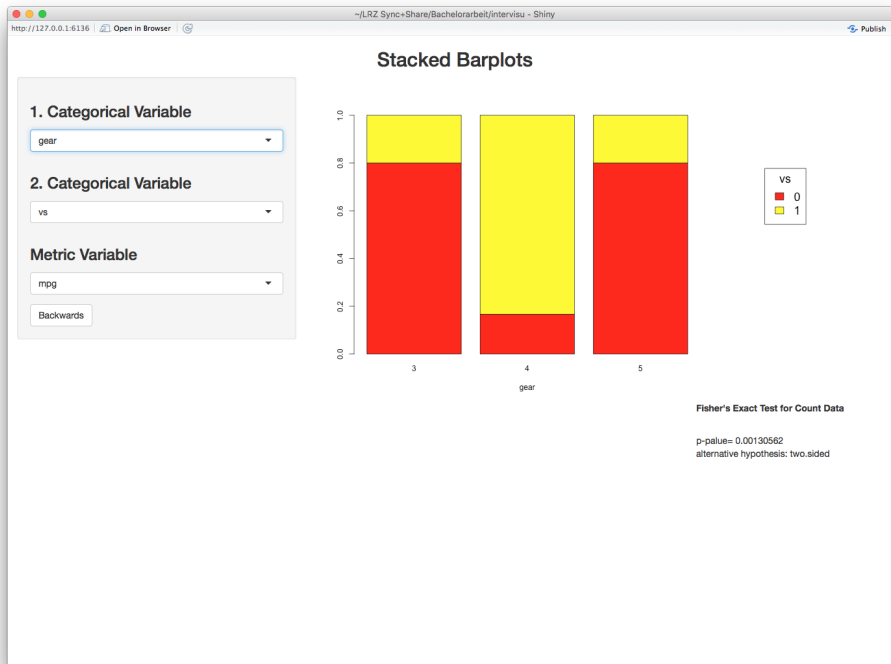 ~/LRZ Sync+Share/Bachelorarbeit/intervisu - Shiny
http://127.0.0.1:6136 Open in Browser Publish
Stacked Barplots
1. Categorical Variable
gear
2. Categorical Variable
vs
Metric Variable
mpg
Backwards
1.0
0.8
0.6
0.4
0.2
0.0
3 4 5
gear
vs
0
1
Fisher's Exact Test for Count Data
p-palue= 0.00130562
alternative hypothesis: two.sided